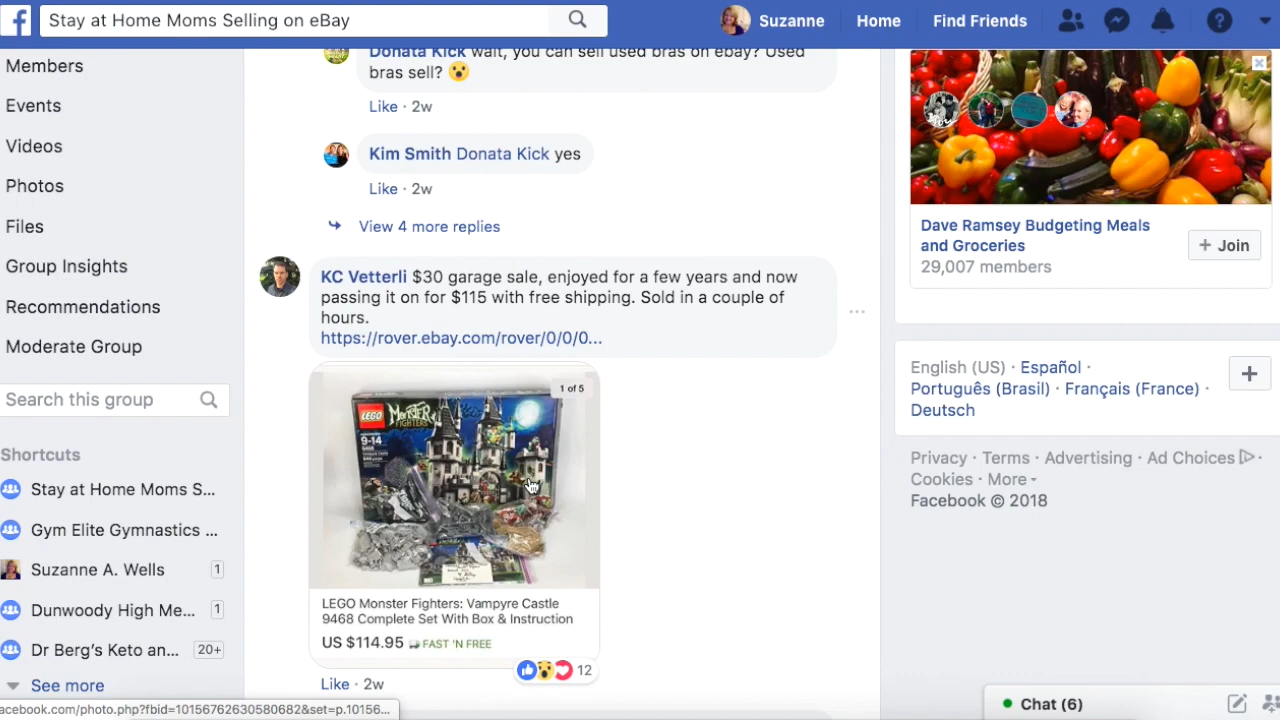 Stay at Home Moms Selling on eBay
Suzanne
Home
Find Friends
Members
Events
Videos
Photos
Files
Group Insights
Recommendations
Moderate Group
Search this group
Shortcuts
Stay at Home Moms S...
Gym Elite Gymnastics ...
Suzanne A. Wells 1
Dunwoody High Me... 1
Dr Berg's Keto an... 20+
See more
acebook.com/photo.php?fbid=10156762630580682&set=p.10156...
Donata Kick wait, you can sell used bras on ebay? Used
bras sell?
Like · 2w
Kim Smith Donata Kick yes
Like · 2w
View 4 more replies
KC Vetterli $30 garage sale, enjoyed for a few years and now
passing it on for $115 with free shipping. Sold in a couple of
hours.
https://rover.ebay.com/rover/0/0/0...
1 of 5
LEGO
MONSTER
FIGHTERS
9-14
9468
LEGO Monster Fighters: Vampyre Castle
9468 Complete Set With Box & Instruction
US $114.95 FAST 'N FREE
12
Like · 2w
Dave Ramsey Budgeting Meals
and Groceries
29,007 members
+ Join
English (US) · Español ·
Português (Brasil) · Français (France) ·
Deutsch
Privacy · Terms · Advertising · Ad Choices ·
Cookies · More
Facebook © 2018
Chat (6)